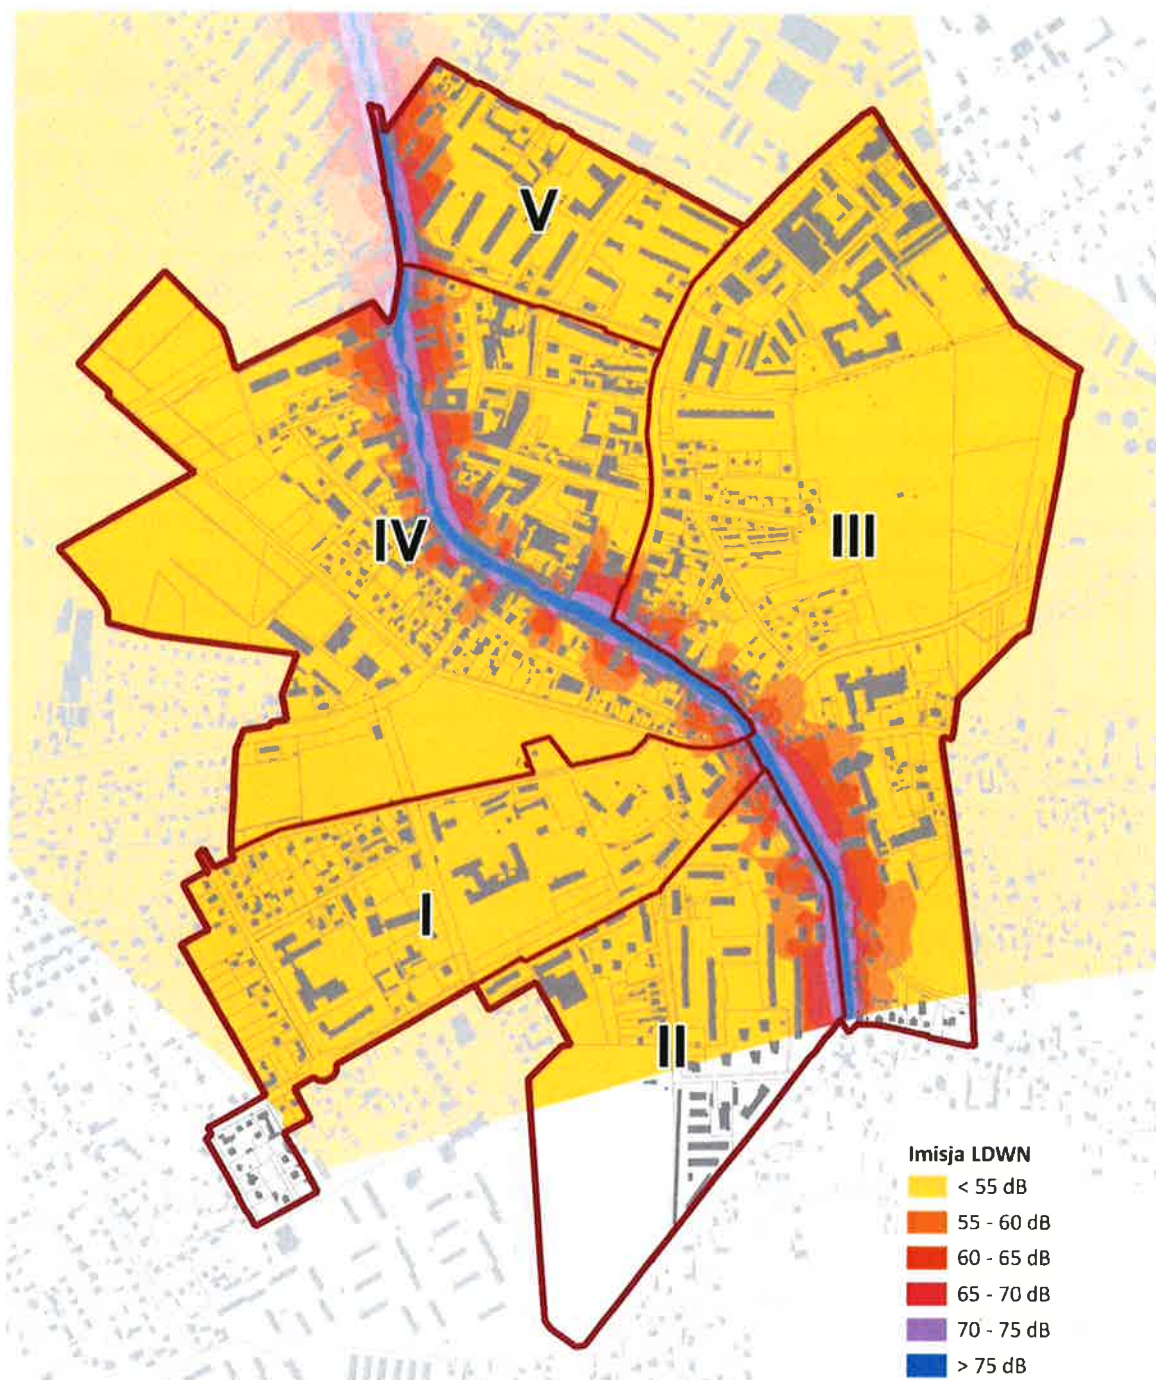 V
IV
III
I
II
Imisja LDWN
< 55 dB
55 - 60 dB
60 - 65 dB
65 - 70 dB
70 - 75 dB
> 75 dB